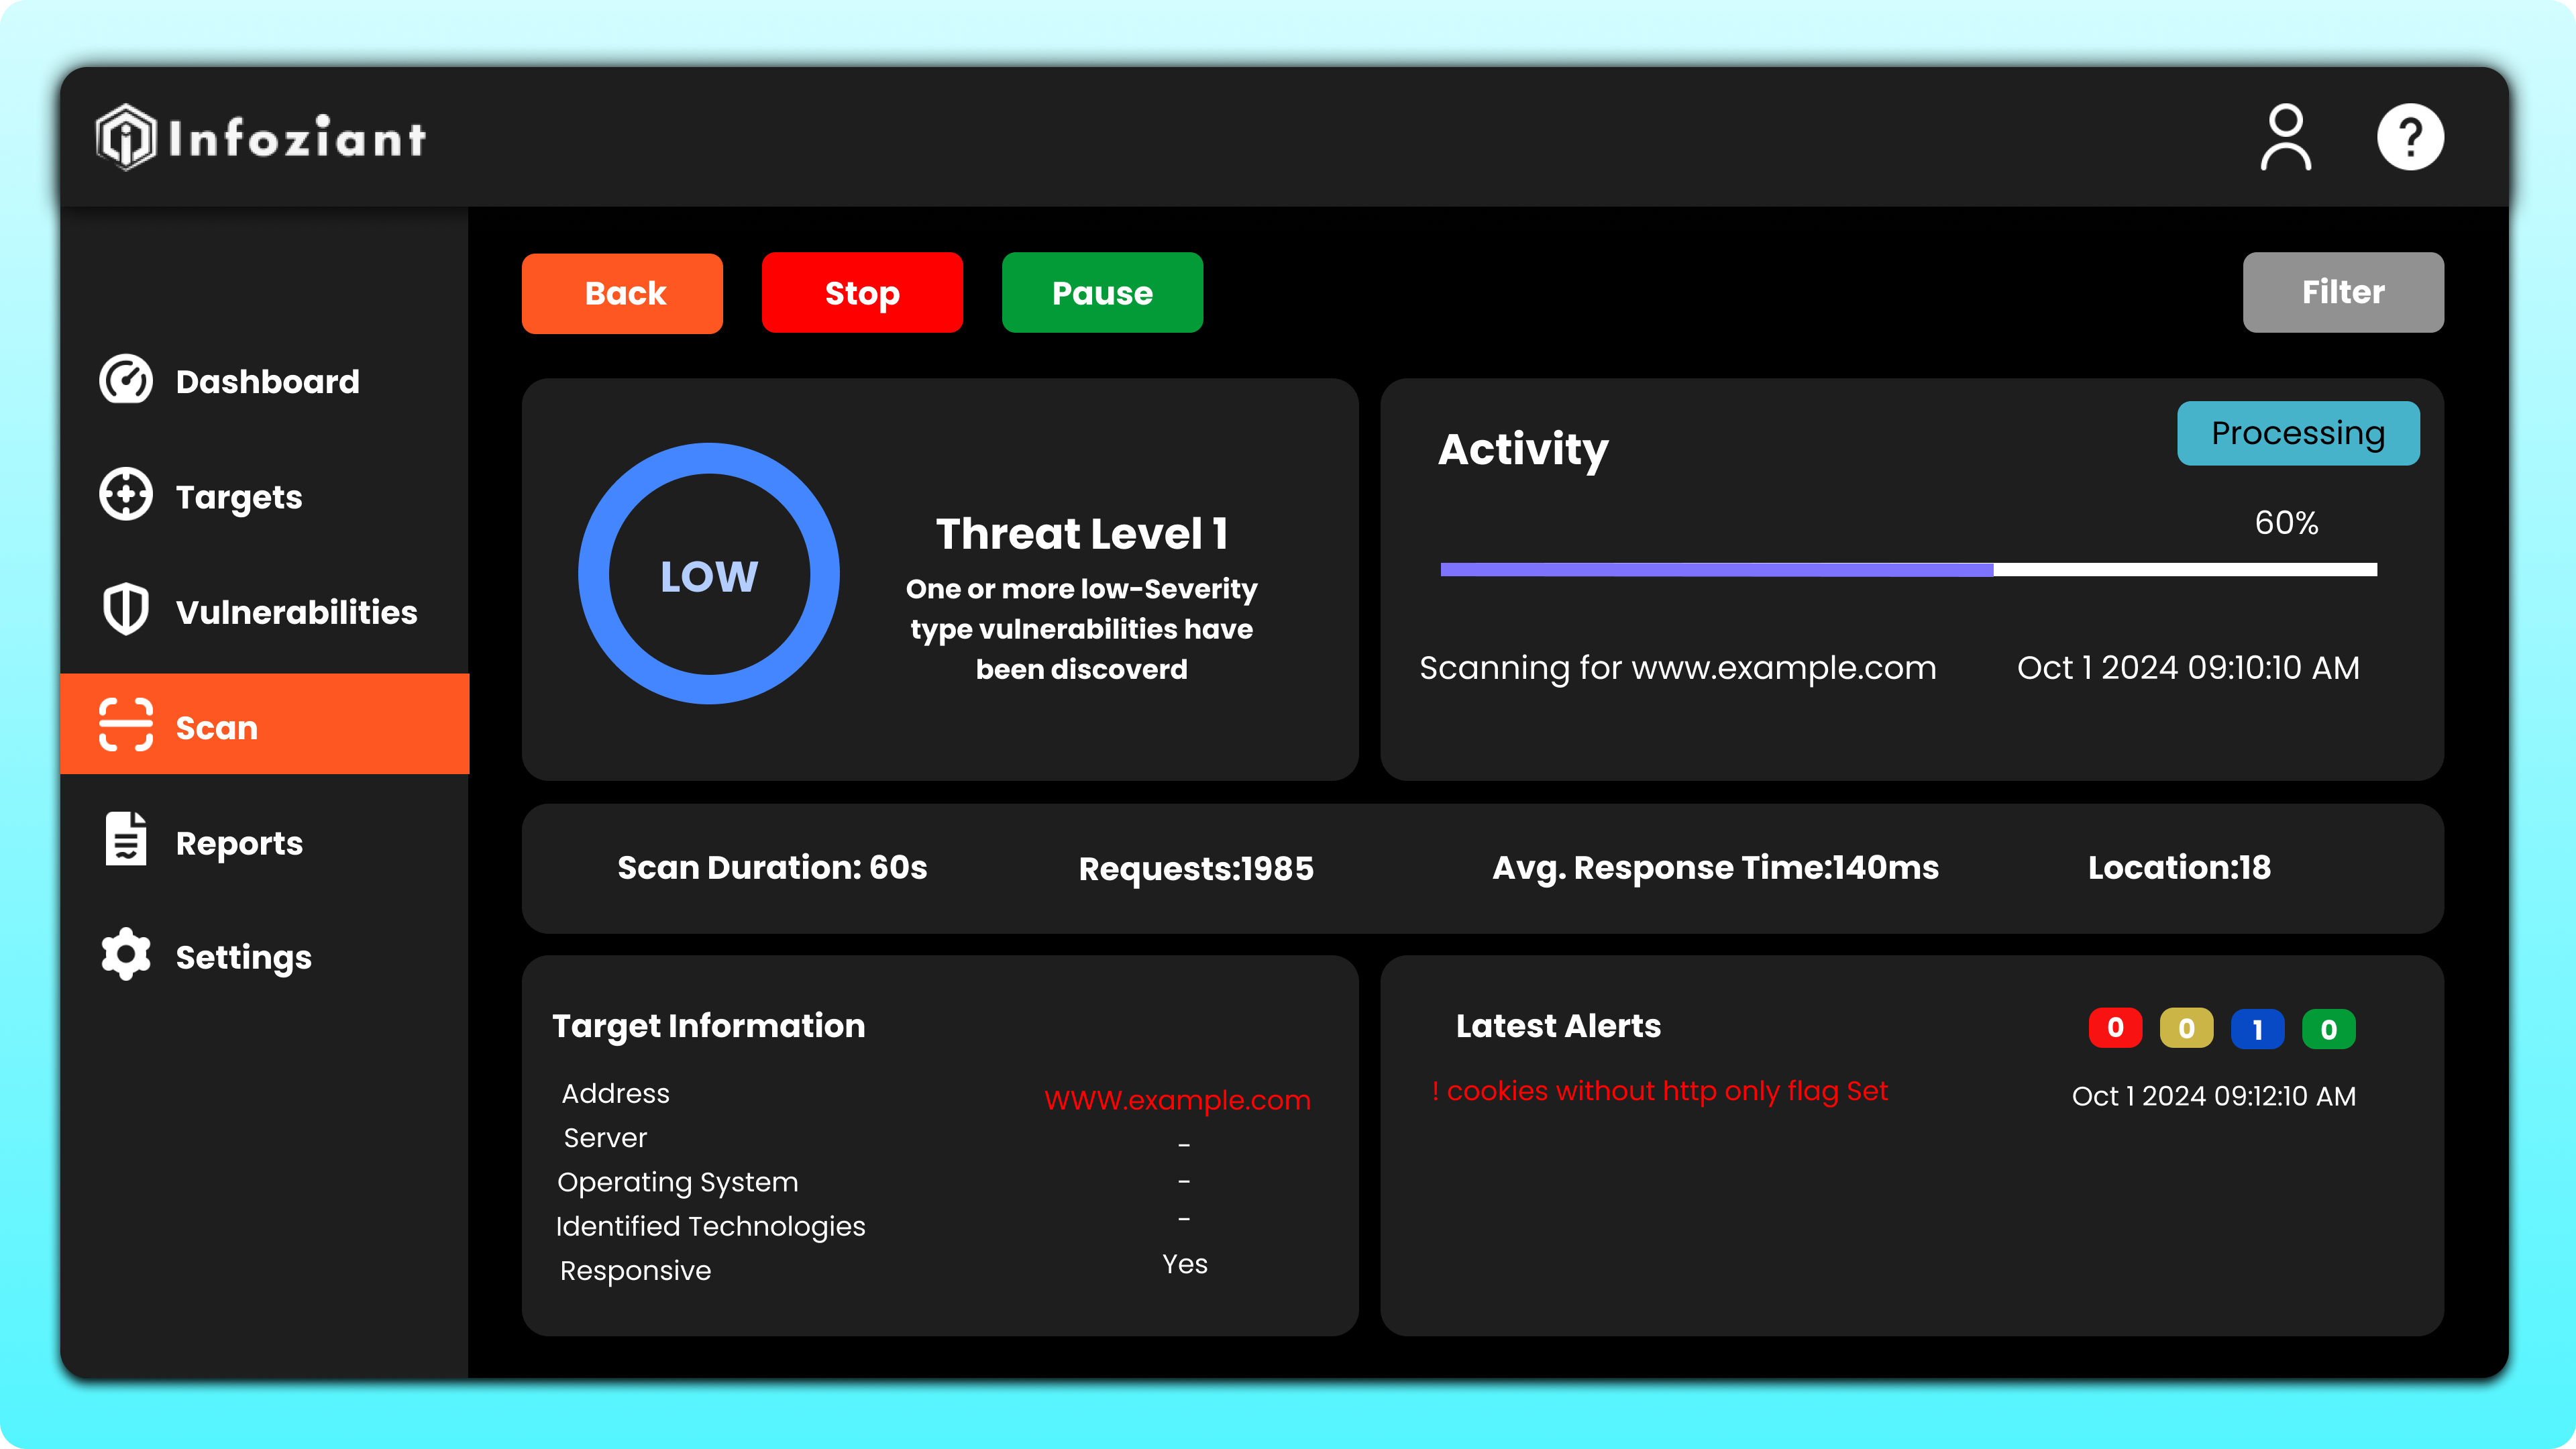 Infoziant
?
Back
Stop
Pause
Filter
Dashboard
Targets
Vulnerabilities
Scan
Reports
Settings
LOW
Threat Level 1
One or more low-Severity
type vulnerabilities have
been discoverd
Activity
Processing
60%
Scanning for www.example.com
Oct 1 2024 09:10:10 AM
Scan Duration: 60s
Requests:1985
Avg. Response Time:140ms
Location:18
Target Information
Address WWW.example.com
Server -
Operating System -
Identified Technologies -
Responsive Yes
Latest Alerts
0 0 1 0
! cookies without http only flag Set
Oct 1 2024 09:12:10 AM